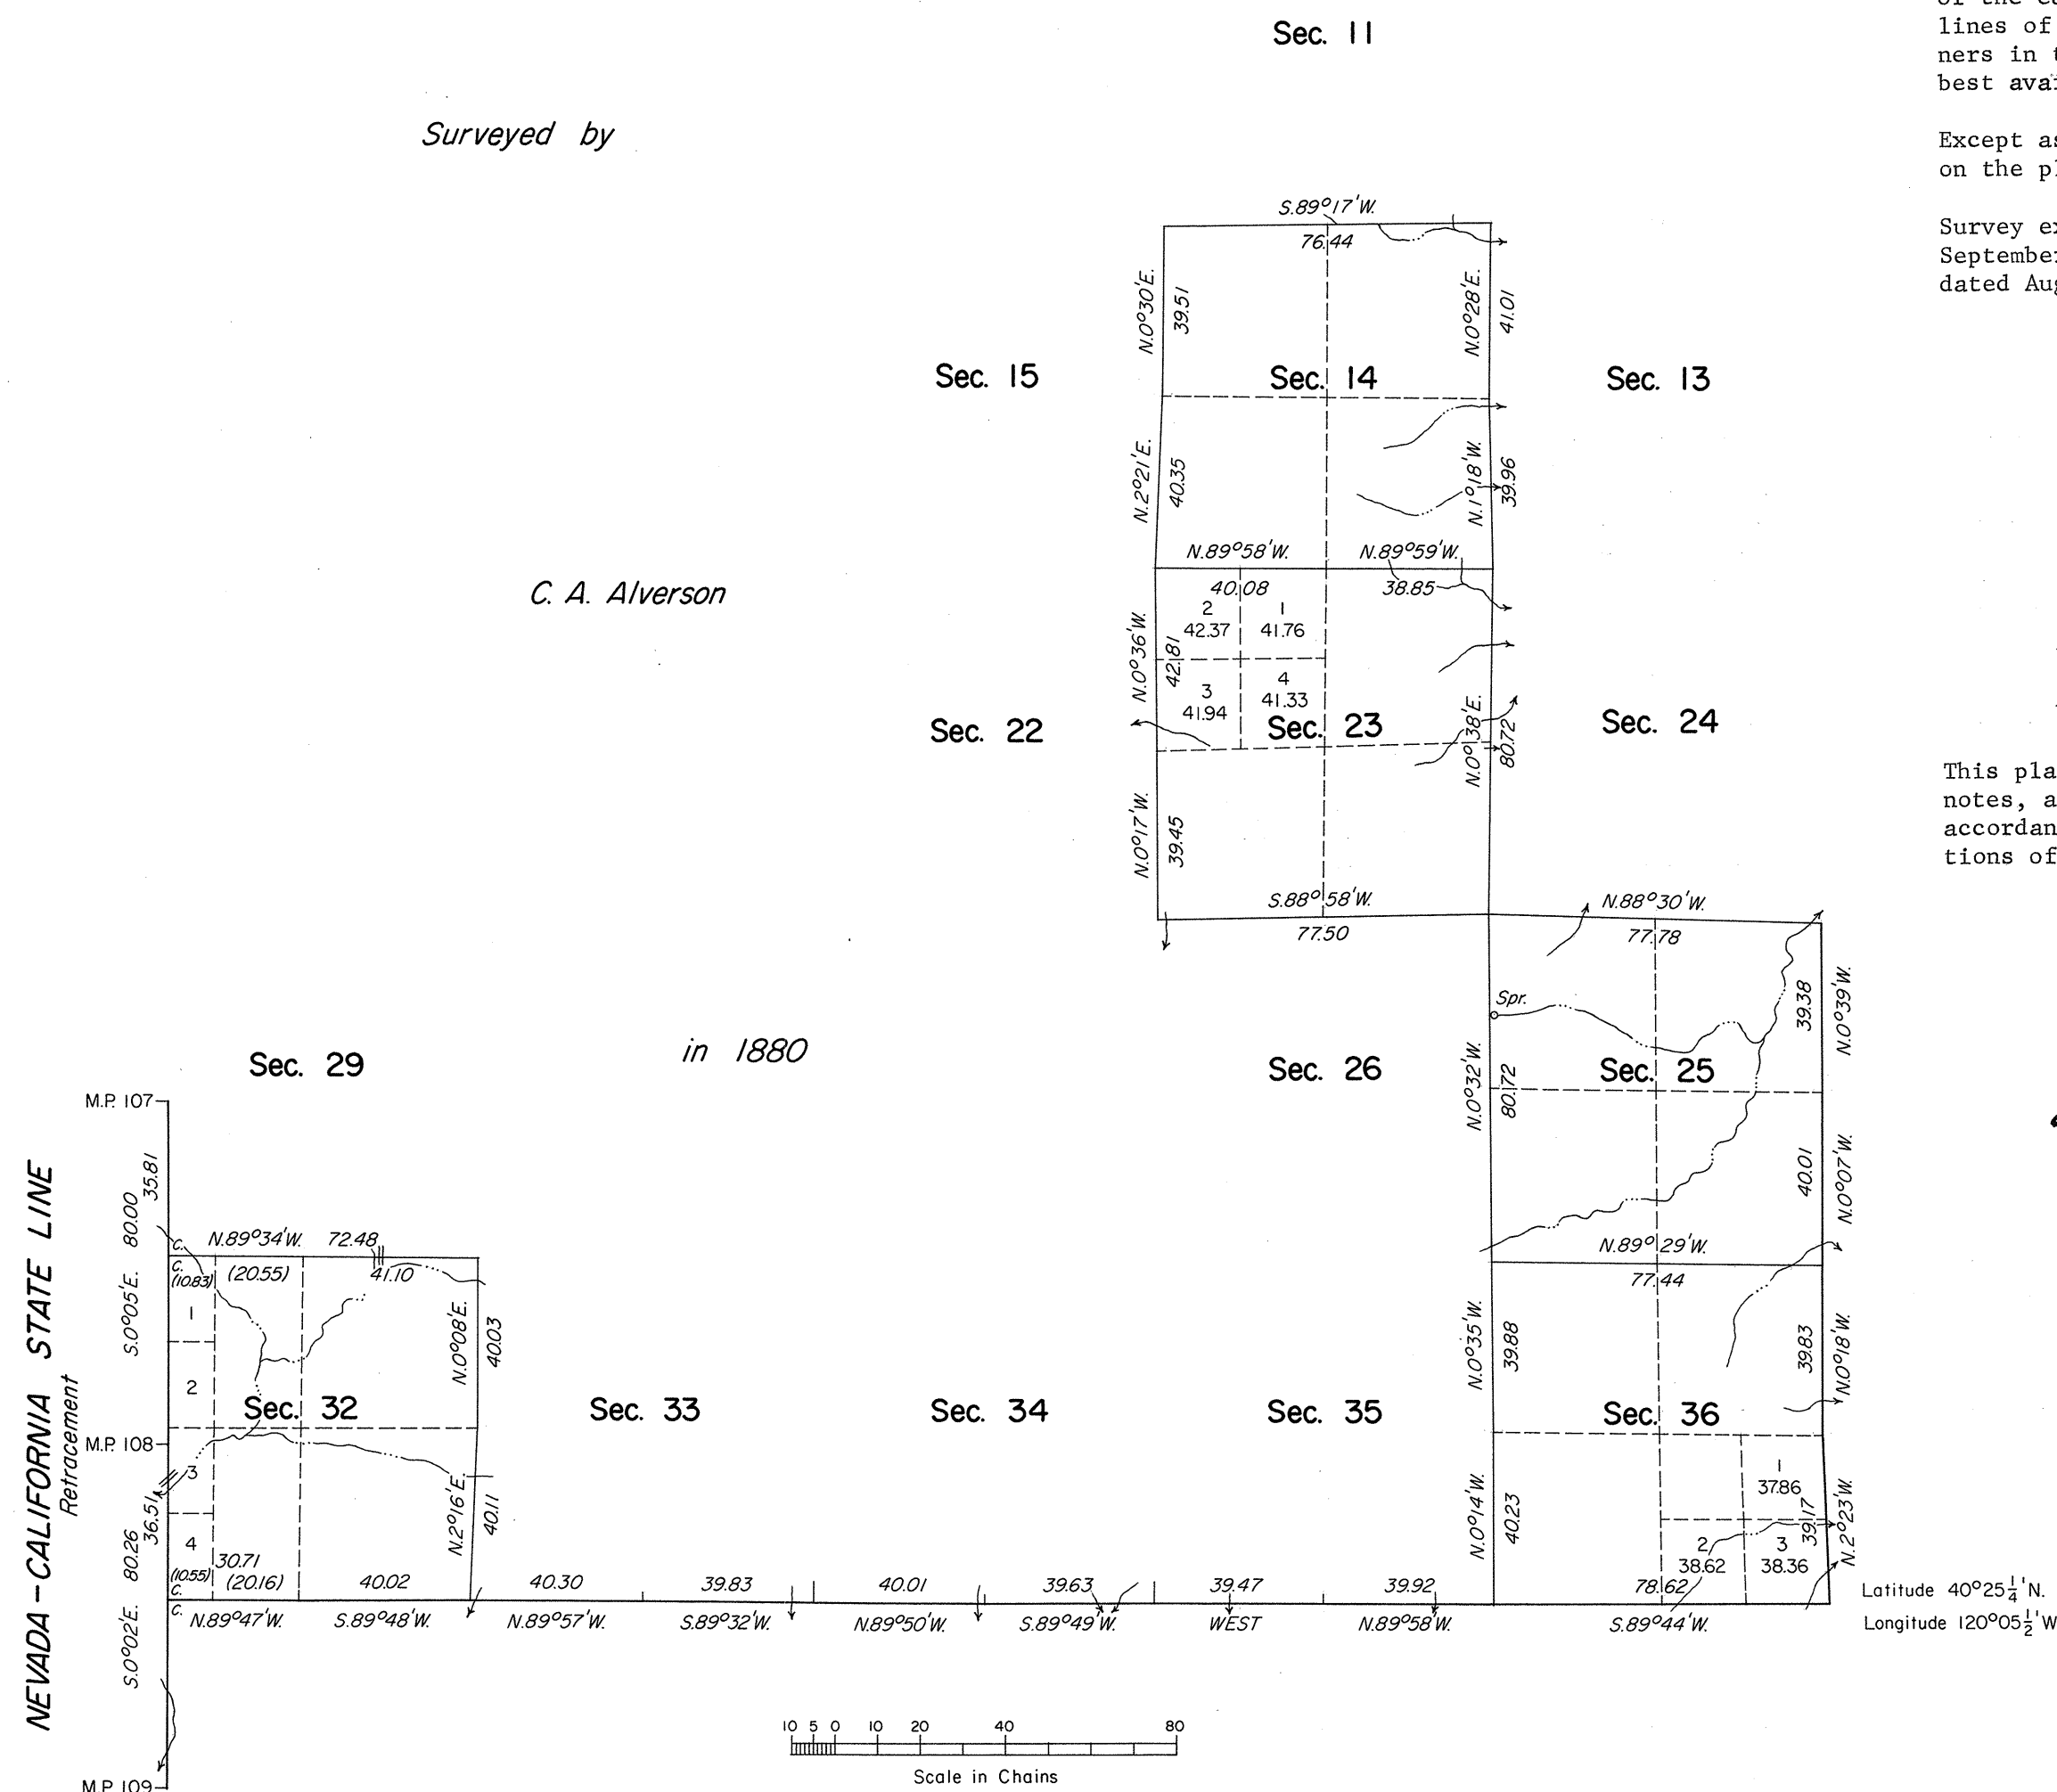 of the
lines of
ners in
best
Except
on the
Survey
September
dated
This
notes,
accordan
tions of
Sec. 11
Surveyed by
S.89°17'W.
76.44
N.0°30'E.
39.51
N.0°28'E.
41.01
Sec. 15
Sec. 14
Sec. 13
N.2°21'E.
40.35
N.1°18'W.
39.96
N.89°58'W.
N.89°59'W.
40.08
38.85
C. A. Alverson
2
42.37
1
41.76
N.0°36'W.
42.81
3
41.94
4
41.33
Sec. 22
Sec. 23
Sec. 24
N.0°38'E.
80.72
N.0°17'W.
39.45
S.88°58'W.
77.50
N.88°30'W.
77.78
Spr.
39.38
N.0°39'W.
in 1880
Sec. 29
Sec. 26
Sec. 25
N.0°32'W.
80.72
40.01
N.0°07'W.
M.P. 107
35.81
80.00
S.0°05'E.
C.
N.89°34'W.
72.48
C.
(10.83)
(20.55)
41.10
1
2
N.0°08'E.
40.03
N.89°29'W.
77.44
N.0°35'W.
39.88
39.83
N.0°18'W.
Sec. 32
Sec. 33
Sec. 34
Sec. 35
Sec. 36
NEVADA-CALIFORNIA STATE LINE
Retracement
M.P. 108
3
36.51
80.26
S.0°02'E.
4
(10.55)
C.
30.71
(20.16)
N.2°16'E.
40.11
N.0°14'W.
40.23
1
37.86
39.17
N.2°23'W.
2
38.62
3
38.36
40.02
40.30
39.83
40.01
39.63
39.47
39.92
78.62
C.
N.89°47'W.
S.89°48'W.
N.89°57'W.
S.89°32'W.
N.89°50'W.
S.89°49'W.
WEST
N.89°58'W.
S.89°44'W.
Latitude 40°25¼'N.
Longitude 120°05½'W
10 5 0 10 20 40 80
Scale in Chains
M.P. 109